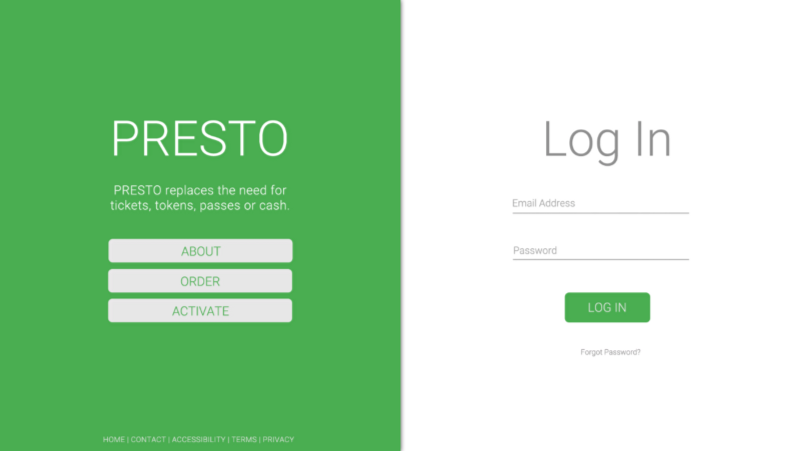 PRESTO
PRESTO replaces the need for
tickets, tokens, passes or cash.
ABOUT
ORDER
ACTIVATE
HOME | CONTACT | ACCESSIBILITY | TERMS | PRIVACY
Log In
Email Address
Password
LOG IN
Forgot Password?